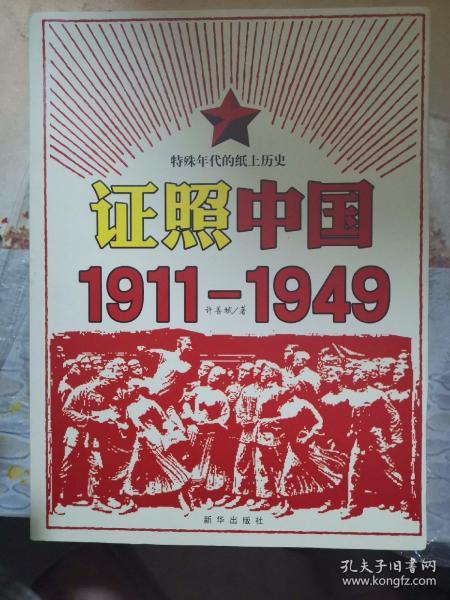 特殊年代的纸上历史
证照中国
1911-1949
许善斌/著
新华出版社
孔夫子旧书网
www.kongfz.com